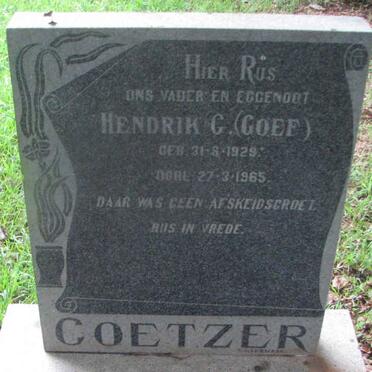 HIER RUS
ONS VADER EN EGGENOOT
HENDRIK G. (GOEF)
GEB. 31-8-1929.
OORL. 27-3-1965.
DAAR WAS GEEN AFSKEIDSGROET.
RUS IN VREDE.
GOETZER